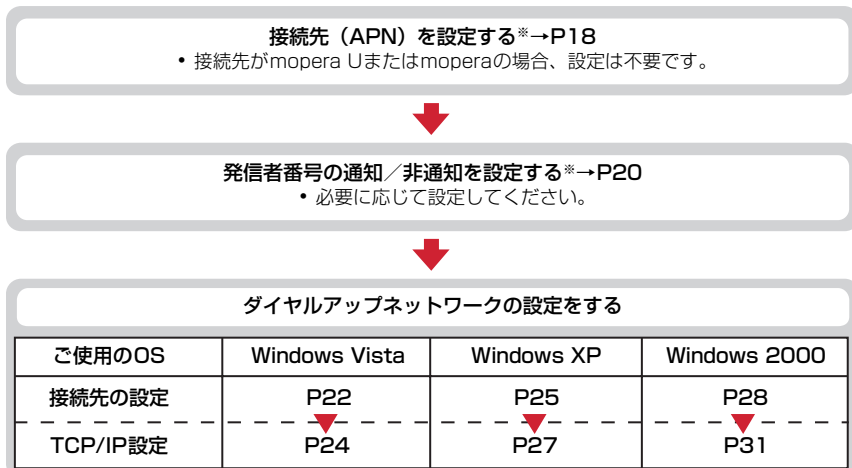 接続先（APN）を設定する※→P18
• 接続先がmopera Uまたはmoperaの場合、設定は不要です。
発信者番号の通知／非通知を設定する※→P20
• 必要に応じて設定してください。
ダイヤルアップネットワークの設定をする
ご使用のOS Windows Vista Windows XP Windows 2000
接続先の設定 P22 P25 P28
TCP/IP設定 P24 P27 P31